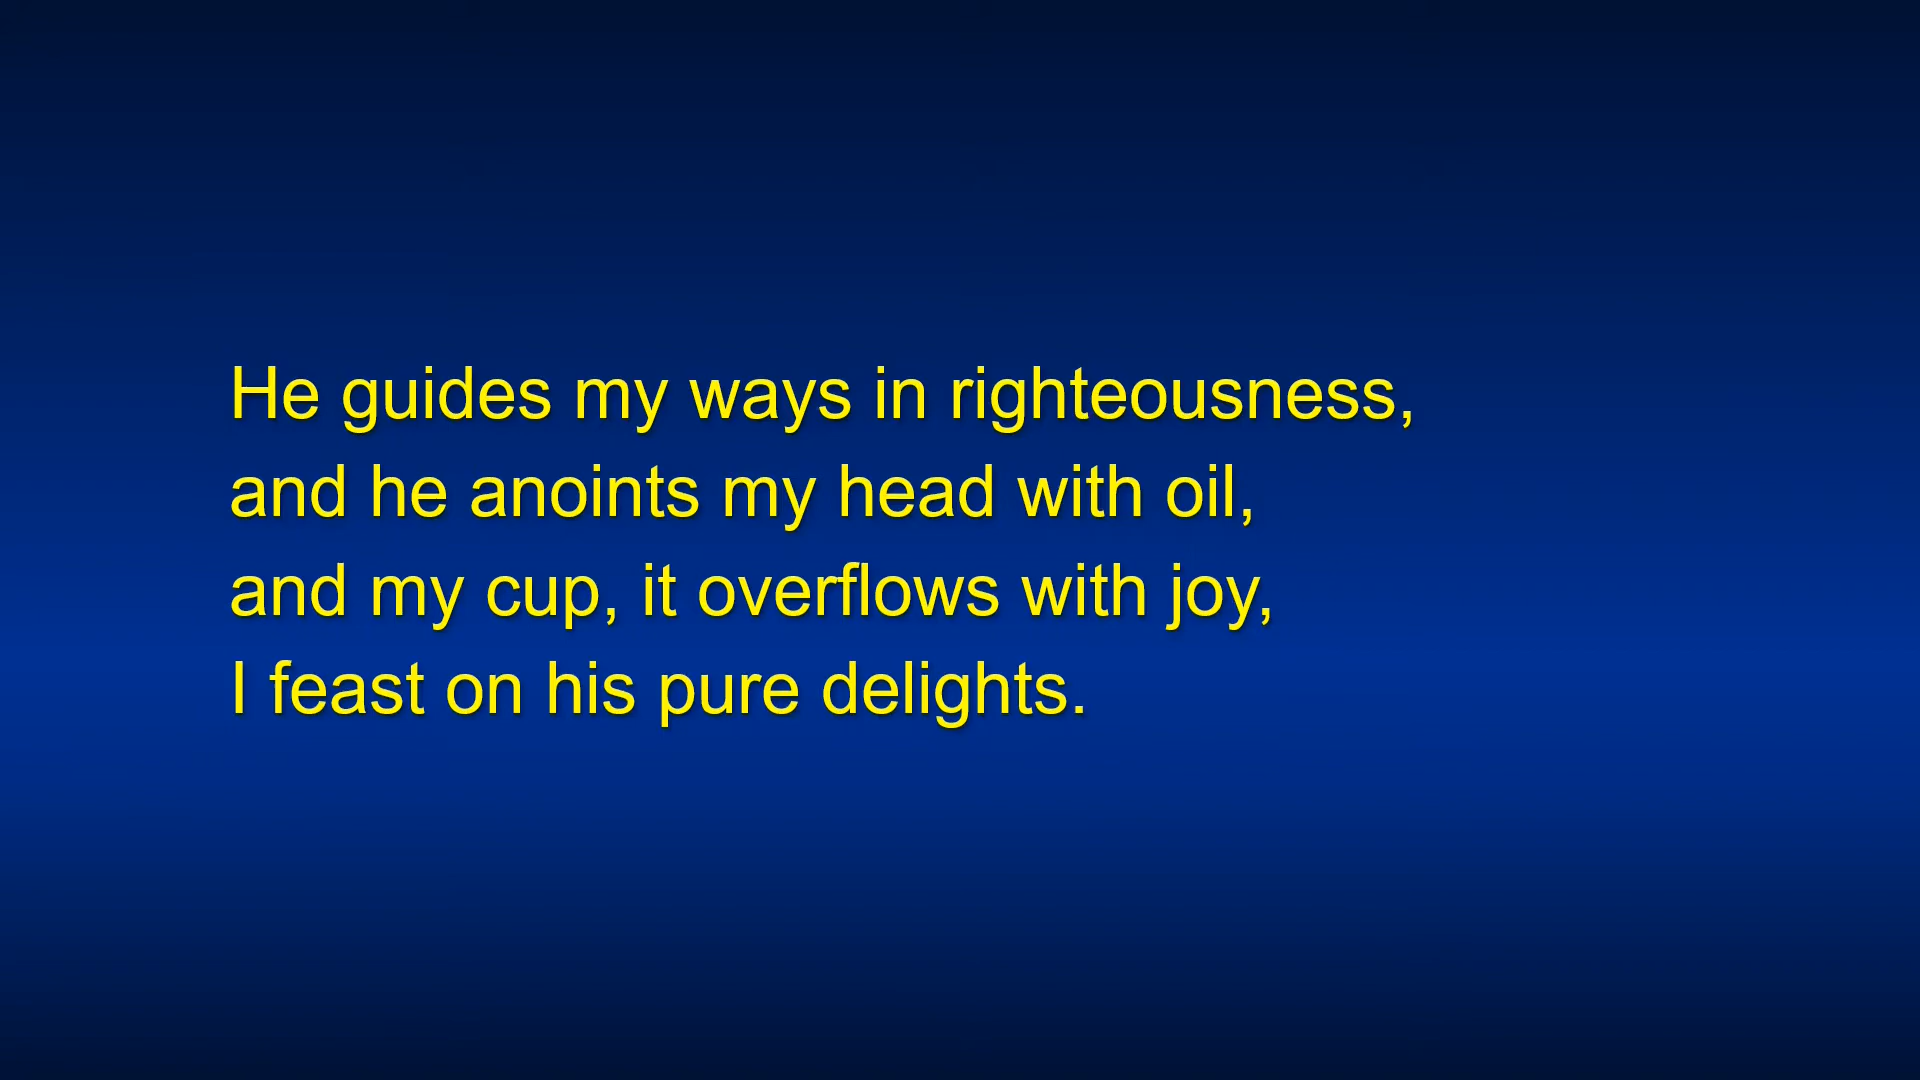 He guides my ways in righteousness,
and he anoints my head with oil,
and my cup, it overflows with joy,
I feast on his pure delights.